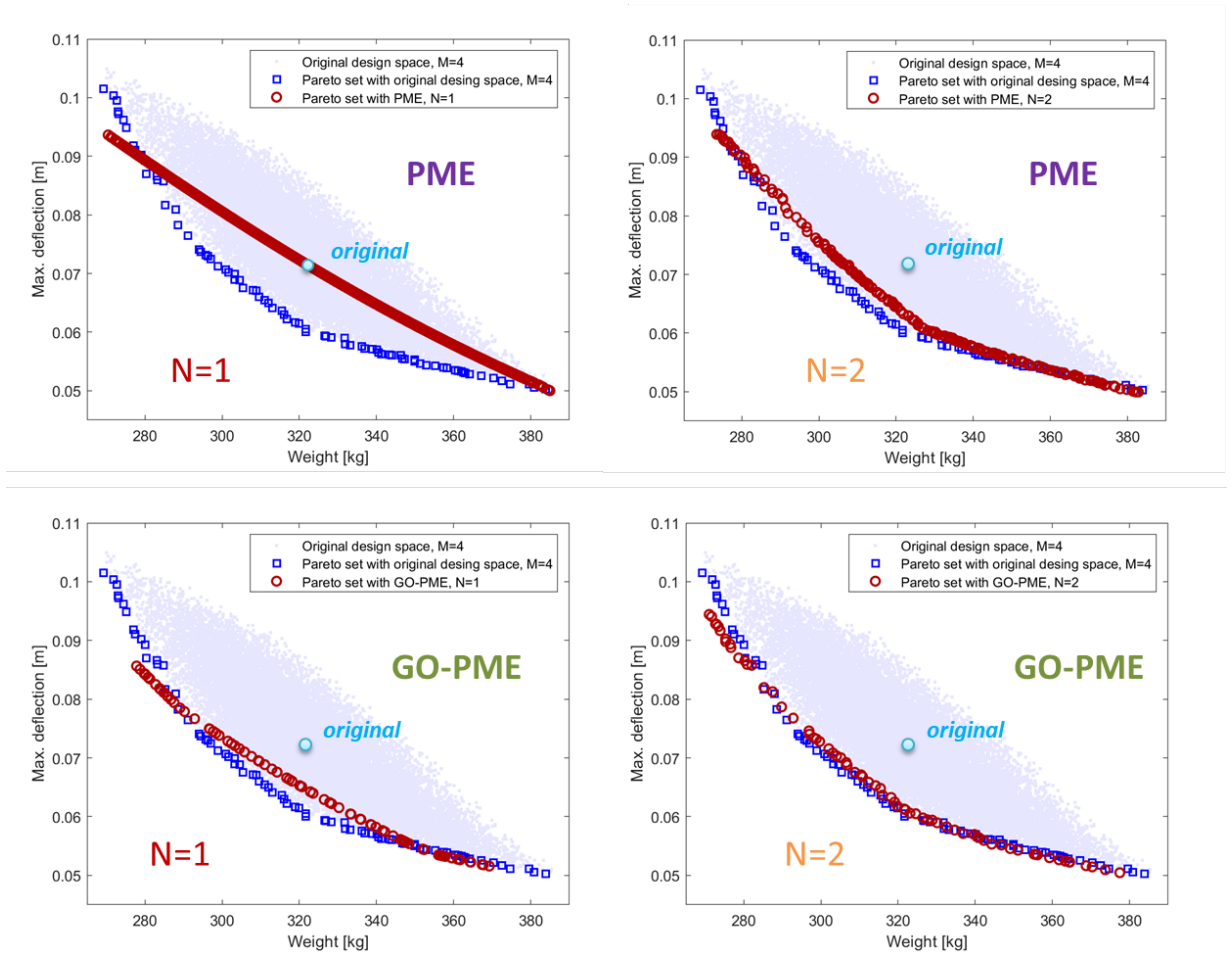 0.11
0.1
0.09
0.08
0.07
0.06
0.05
Max. deflection [m]
Original design space, M=4
Pareto set with original desing space, M=4
Pareto set with PME, N=1
PME
original
N=1
280 300 320 340 360 380
Weight [kg]
0.11
0.1
0.09
0.08
0.07
0.06
0.05
Max. deflection [m]
Original design space, M=4
Pareto set with original desing space, M=4
Pareto set with PME, N=2
PME
original
N=2
280 300 320 340 360 380
Weight [kg]
0.11
0.1
0.09
0.08
0.07
0.06
0.05
Max. deflection [m]
Original design space, M=4
Pareto set with original desing space, M=4
Pareto set with GO-PME, N=1
GO-PME
original
N=1
280 300 320 340 360 380
Weight [kg]
0.11
0.1
0.09
0.08
0.07
0.06
0.05
Max. deflection [m]
Original design space, M=4
Pareto set with original desing space, M=4
Pareto set with GO-PME, N=2
GO-PME
original
N=2
280 300 320 340 360 380
Weight [kg]